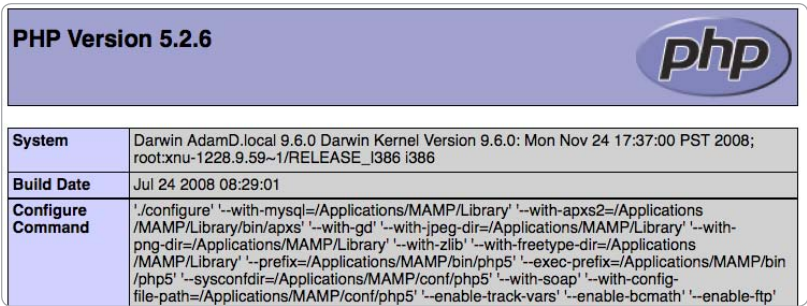 PHP Version 5.2.6
php
System
Darwin AdamD.local 9.6.0 Darwin Kernel Version 9.6.0: Mon Nov 24 17:37:00 PST 2008;
root:xnu-1228.9.59~1/RELEASE_I386 i386
Build Date
Jul 24 2008 08:29:01
Configure
Command
'./configure' '--with-mysql=/Applications/MAMP/Library' '--with-apxs2=/Applications
/MAMP/Library/bin/apxs' '--with-gd' '--with-jpeg-dir=/Applications/MAMP/Library' '--with-
png-dir=/Applications/MAMP/Library' '--with-zlib' '--with-freetype-dir=/Applications
/MAMP/Library' '--prefix=/Applications/MAMP/bin/php5' '--exec-prefix=/Applications/MAMP/bin
/php5' '--sysconfdir=/Applications/MAMP/conf/php5' '--with-soap' '--with-config-
file-path=/Applications/MAMP/conf/php5' '--enable-track-vars' '--enable-bcmath' '--enable-ftp'